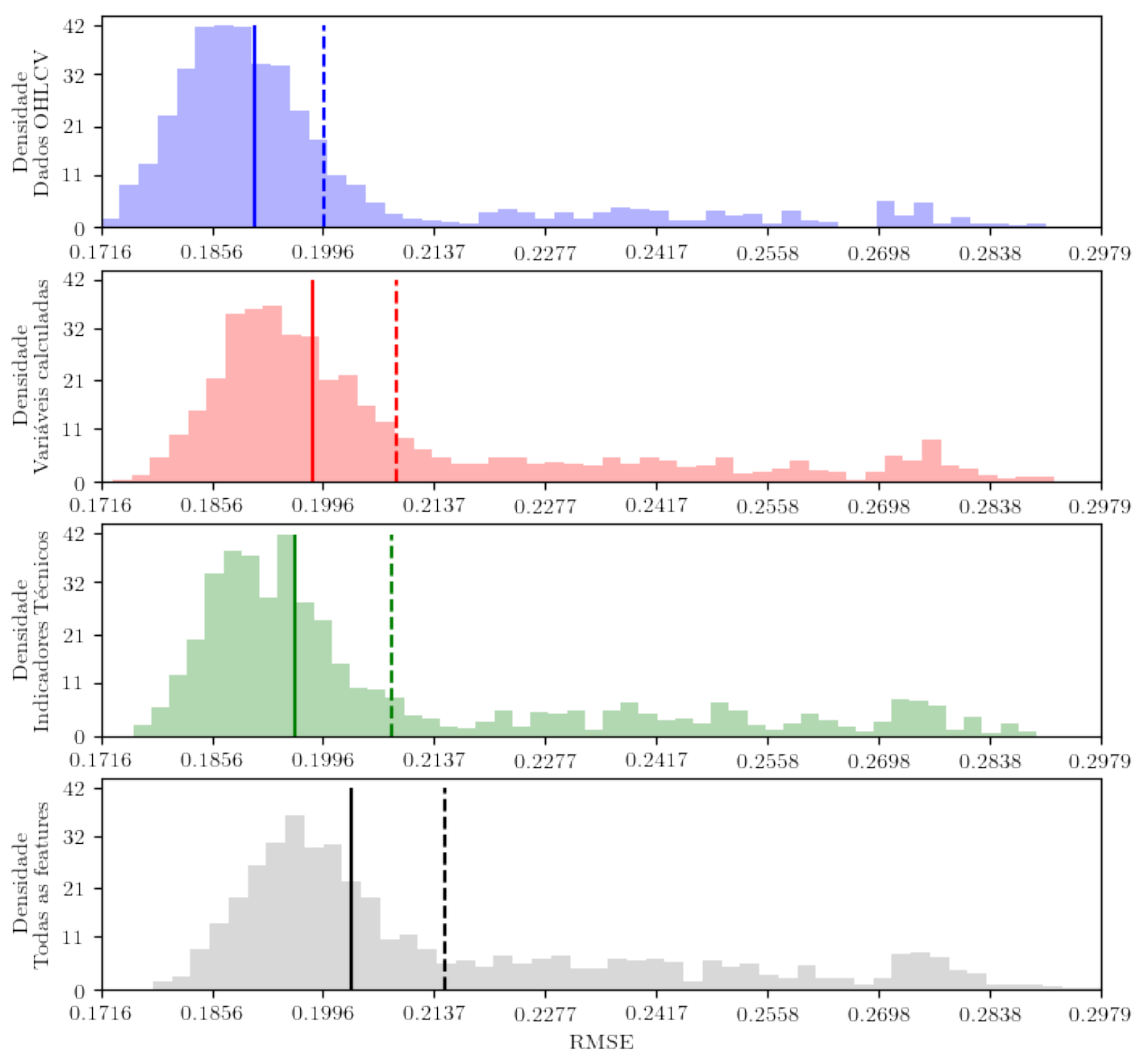 Densidade
Dados OHLCV
42
32
21
11
0
0.1716 0.1856 0.1996 0.2137 0.2277 0.2417 0.2558 0.2698 0.2838 0.2979
Densidade
Variáveis calculadas
42
32
21
11
0
0.1716 0.1856 0.1996 0.2137 0.2277 0.2417 0.2558 0.2698 0.2838 0.2979
Densidade
Indicadores Técnicos
42
32
21
11
0
0.1716 0.1856 0.1996 0.2137 0.2277 0.2417 0.2558 0.2698 0.2838 0.2979
Densidade
Todas as features
42
32
21
11
0
0.1716 0.1856 0.1996 0.2137 0.2277 0.2417 0.2558 0.2698 0.2838 0.2979
RMSE